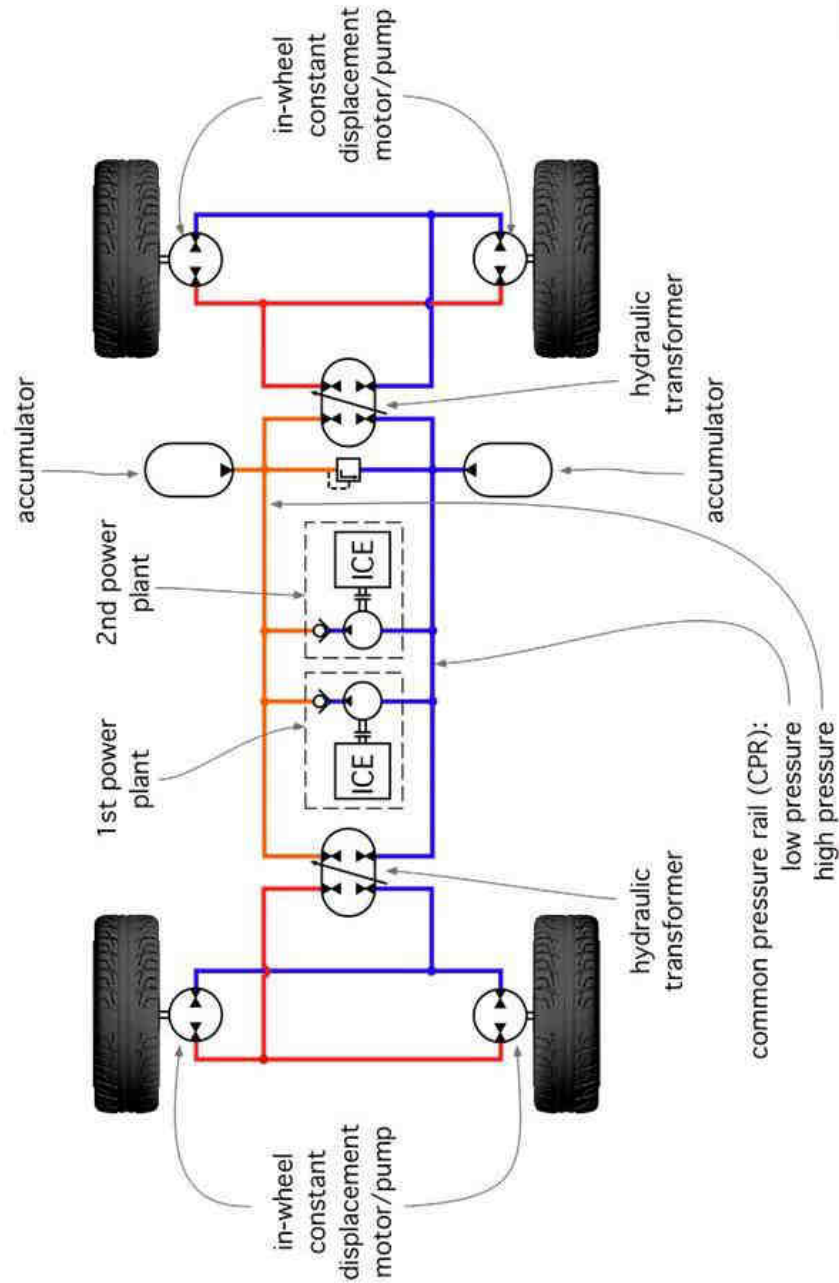 in-wheel
constant
displacement
motor/pump
1st power
plant
2nd power
plant
accumulator
in-wheel
constant
displacement
motor/pump
ICE
ICE
hydraulic
transformer
accumulator
hydraulic
transformer
common pressure rail (CPR):
low pressure
high pressure